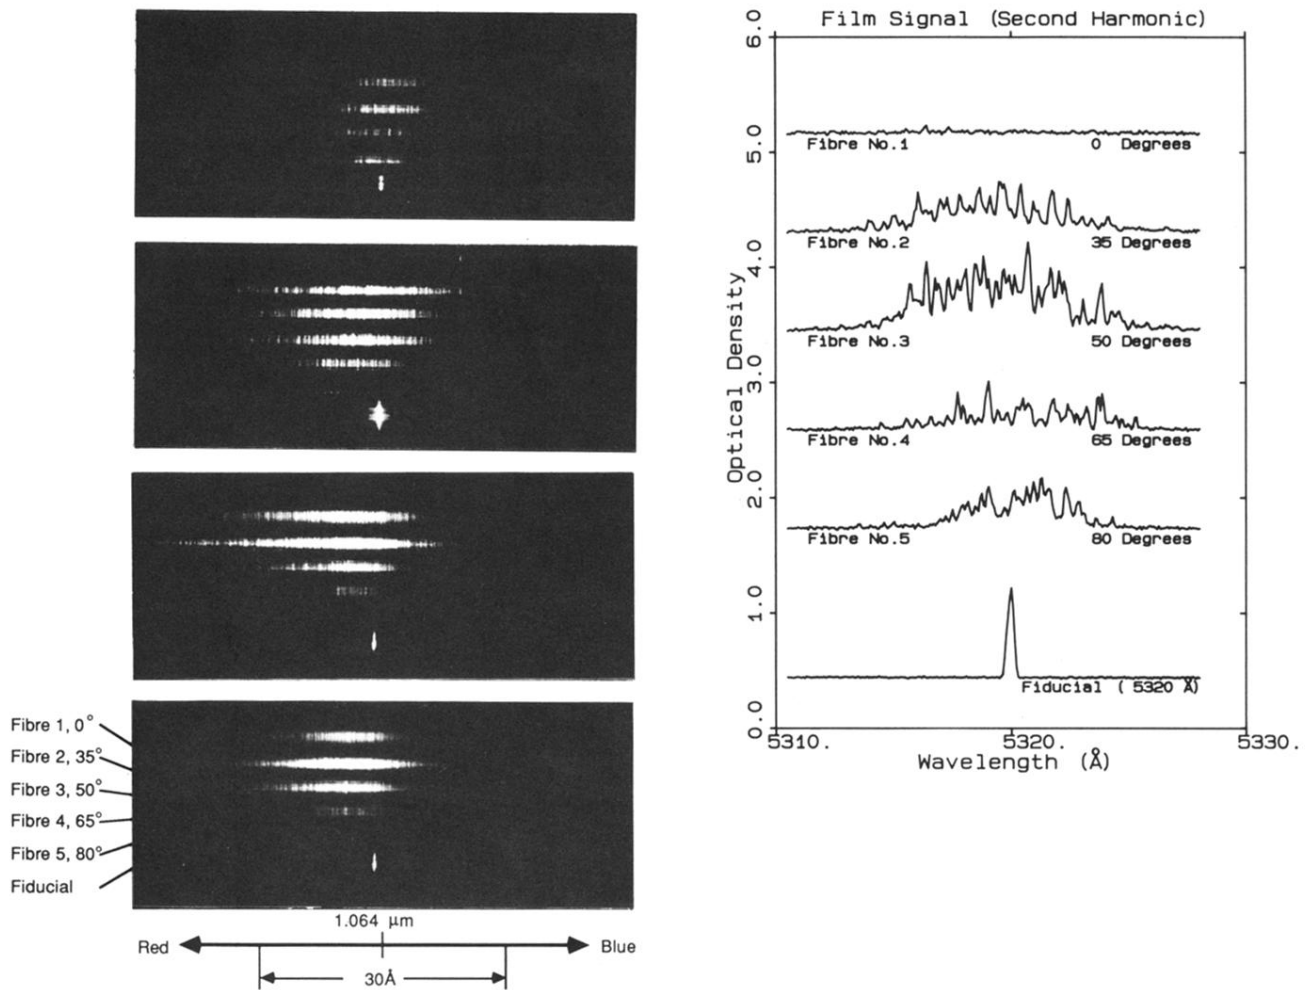 Fibre 1, 0°
Fibre 2, 35°
Fibre 3, 50°
Fibre 4, 65°
Fibre 5, 80°
Fiducial
1.064 μm
Red
Blue
30Å
Film Signal (Second Harmonic)
Optical Density
6.0
5.0
4.0
3.0
2.0
1.0
0.0
Fibre No.1 0 Degrees
Fibre No.2 35 Degrees
Fibre No.3 50 Degrees
Fibre No.4 65 Degrees
Fibre No.5 80 Degrees
Fiducial ( 5320 Å)
5310. 5320. 5330.
Wavelength (Å)